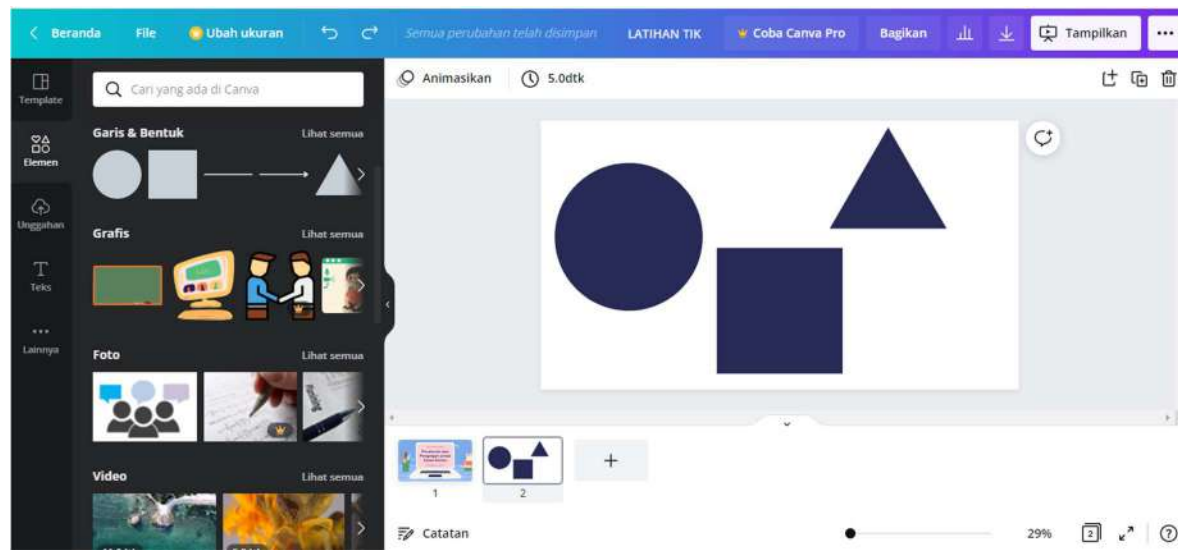 Beranda File Ubah ukuran Semua perubahan telah disimpan LATIHAN TIK Coba Canva Pro Bagikan Tampilkan
Template
Elemen
Unggahan
Teks
Lainnya
Cari yang ada di Canva
Garis & Bentuk Lihat semua
Grafis Lihat semua
Foto Lihat semua
Video Lihat semua
Animasikan 5.0dtk
1 2
Catatan 29% 2